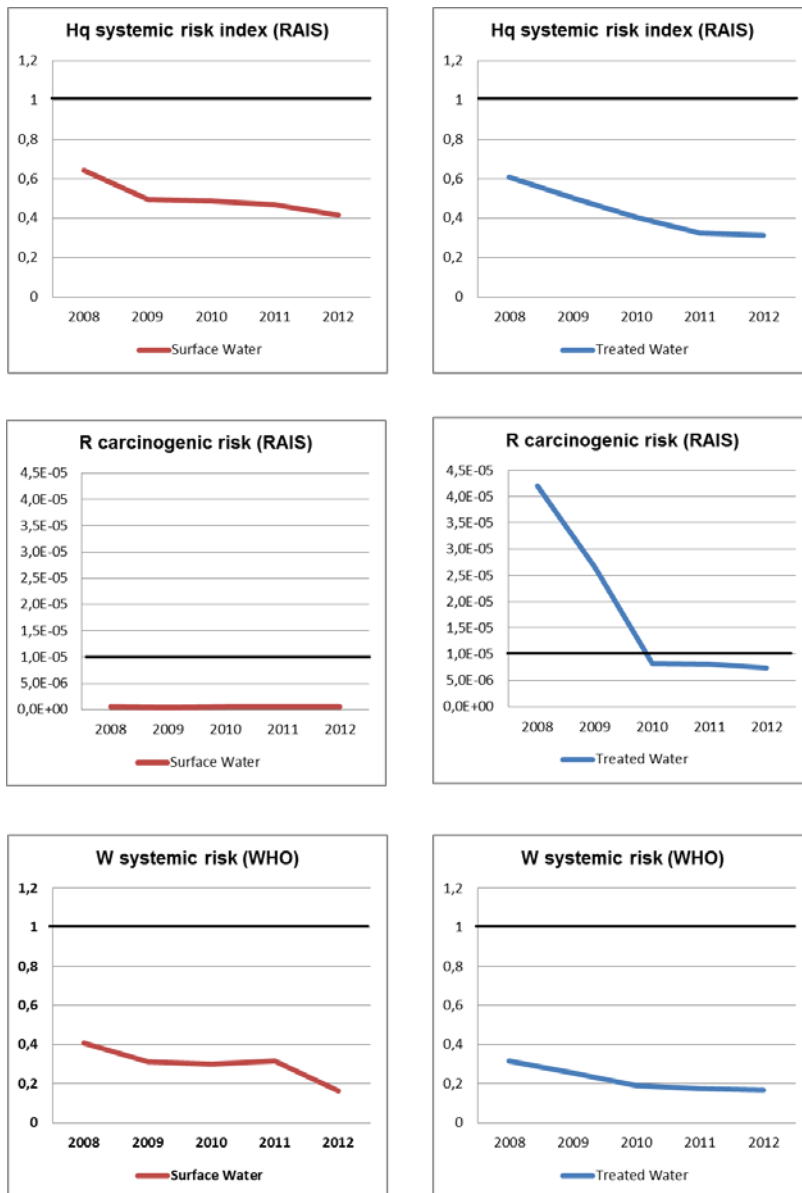 Hq systemic risk index (RAIS)
1,2
1
0,8
0,6
0,4
0,2
0
2008 2009 2010 2011 2012
Surface Water
Hq systemic risk index (RAIS)
1,2
1
0,8
0,6
0,4
0,2
0
2008 2009 2010 2011 2012
Treated Water
R carcinogenic risk (RAIS)
4,5E-05
4,0E-05
3,5E-05
3,0E-05
2,5E-05
2,0E-05
1,5E-05
1,0E-05
5,0E-06
0,0E+00
2008 2009 2010 2011 2012
Surface Water
R carcinogenic risk (RAIS)
4,5E-05
4,0E-05
3,5E-05
3,0E-05
2,5E-05
2,0E-05
1,5E-05
1,0E-05
5,0E-06
0,0E+00
2008 2009 2010 2011 2012
Treated Water
W systemic risk (WHO)
1,2
1
0,8
0,6
0,4
0,2
0
2008 2009 2010 2011 2012
Surface Water
W systemic risk (WHO)
1,2
1
0,8
0,6
0,4
0,2
0
2008 2009 2010 2011 2012
Treated Water